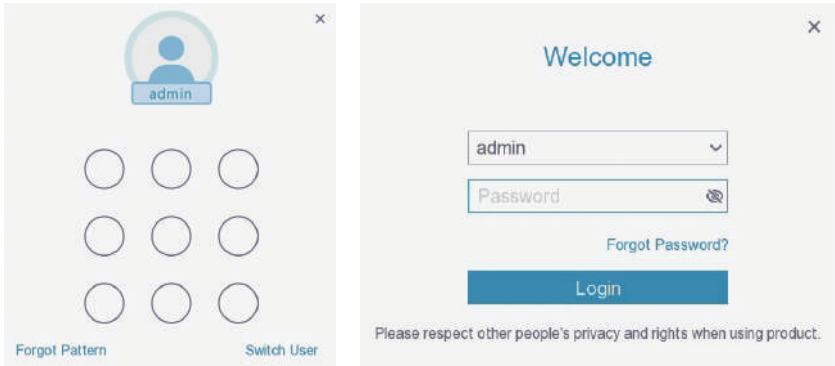 admin
Forgot Pattern
Switch User
Welcome
admin
Password
Forgot Password?
Login
Please respect other people's privacy and rights when using product.